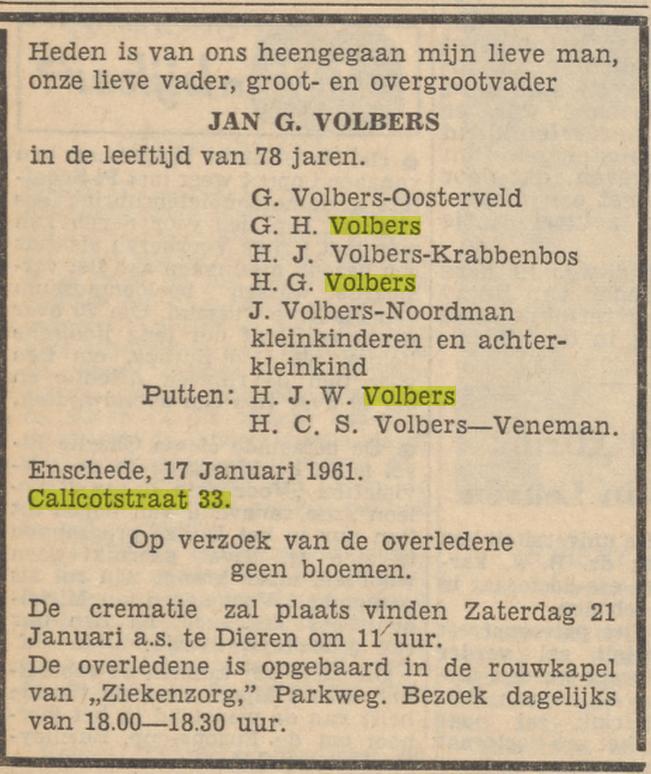 Heden is van ons heengegaan mijn lieve man,
onze lieve vader, groot- en overgrootvader
JAN G. VOLBERS
in de leeftijd van 78 jaren.
G. Volbers-Oosterveld
G. H. Volbers
H. J. Volbers-Krabbenbos
H. G. Volbers
J. Volbers-Noordman
kleinkinderen en achter-
kleinkind
Putten: H. J. W. Volbers
H. C. S. Volbers—Veneman.
Enschede, 17 Januari 1961.
Calicotstraat 33.
Op verzoek van de overledene
geen bloemen.
De crematie zal plaats vinden Zaterdag 21
Januari a.s. te Dieren om 11 uur.
De overledene is opgebaard in de rouwkapel
van „Ziekenzorg,” Parkweg. Bezoek dagelijks
van 18.00—18.30 uur.